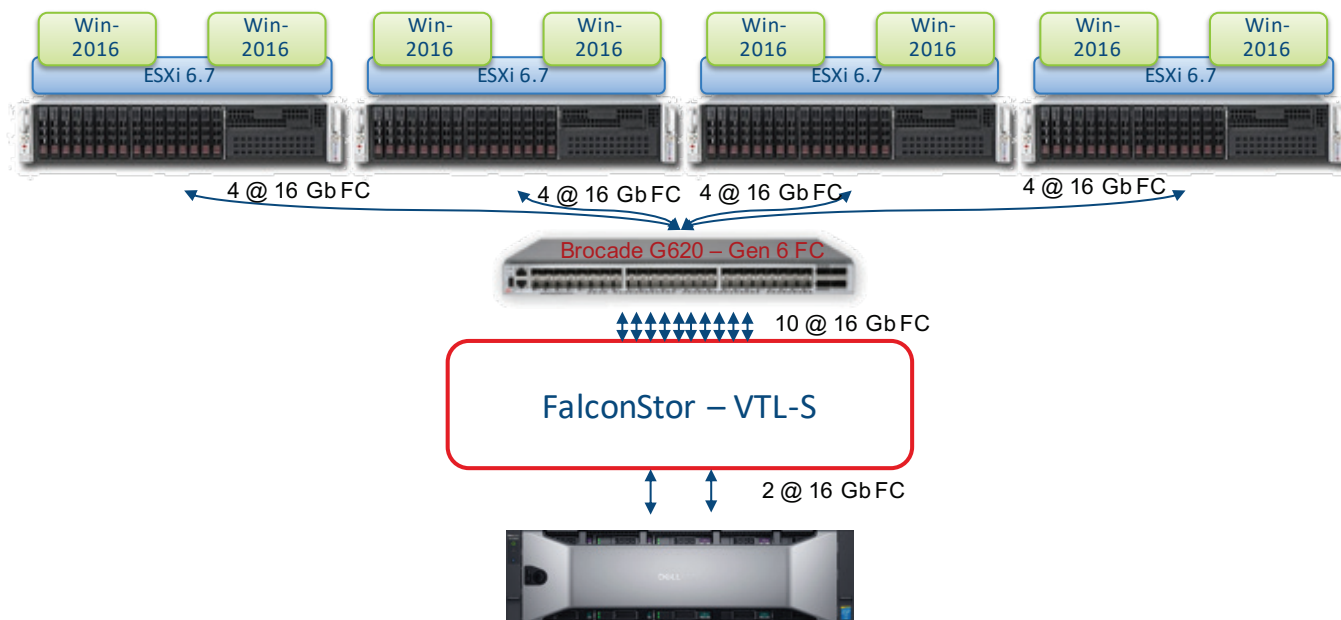 Win-
2016
Win-
2016
Win-
2016
Win-
2016
Win-
2016
Win-
2016
Win-
2016
Win-
2016
ESXi 6.7
ESXi 6.7
ESXi 6.7
ESXi 6.7
4 @ 16 Gb FC
4 @ 16 Gb FC
4 @ 16 Gb FC
4 @ 16 Gb FC
Brocade G620 – Gen 6 FC
10 @ 16 Gb FC
FalconStor – VTL-S
2 @ 16 Gb FC
DELL